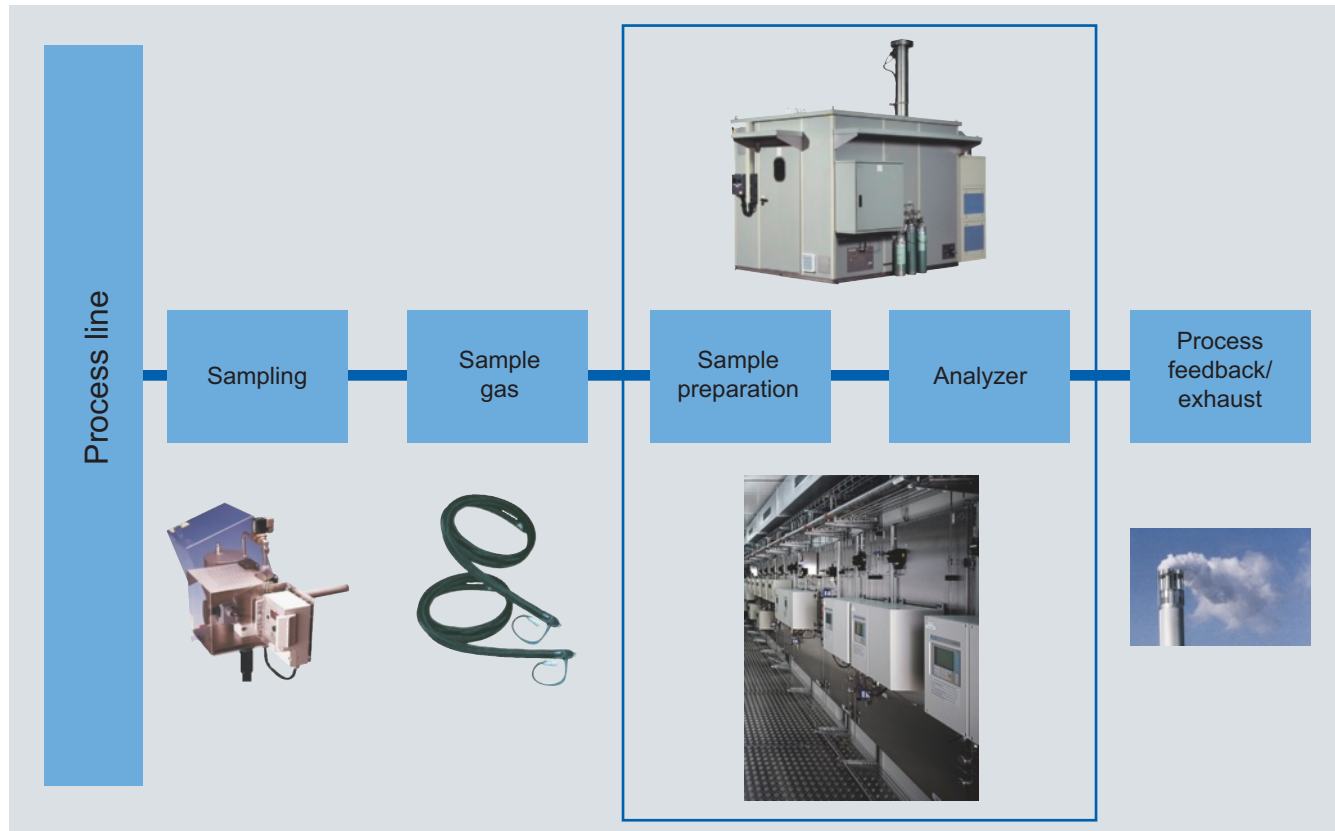 Process line
Sampling
Sample
gas
Sample
preparation
Analyzer
Process
feedback/
exhaust